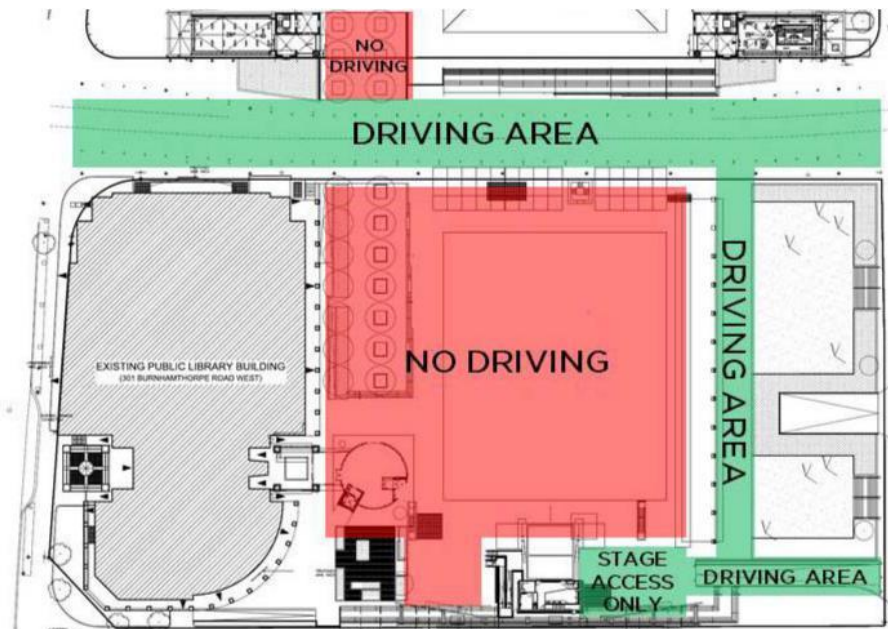 NO
DRIVING
DRIVING AREA
DRIVING AREA
EXISTING PUBLIC LIBRARY BUILDING
(301 BURNHAMTHORPE ROAD WEST)
NO DRIVING
STAGE
ACCESS
ONLY
DRIVING AREA